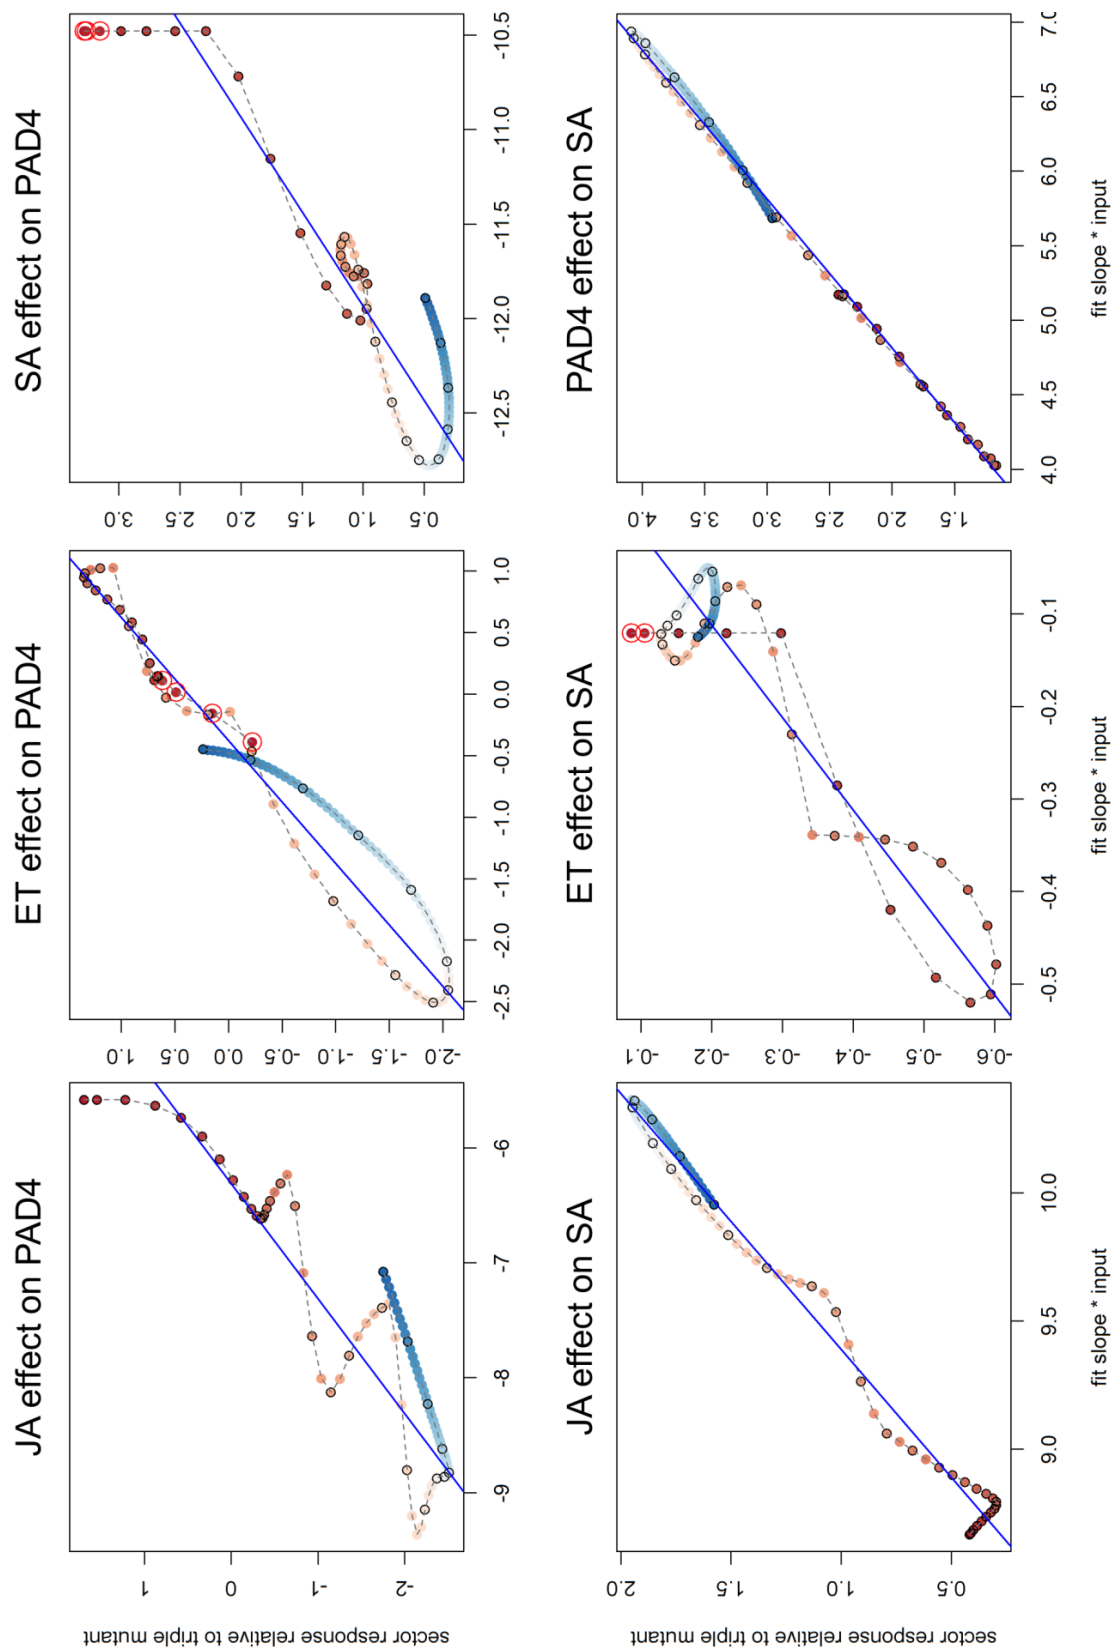 JA effect on PAD4
ET effect on PAD4
SA effect on PAD4
sector response relative to triple mutant
1
0
-1
-2
-9 -8 -7 -6
1.0
0.5
0.0
-0.5
-1.0
-1.5
-2.0
-2.5 -2.0 -1.5 -1.0 -0.5 0.0 0.5 1.0
3.0
2.5
2.0
1.5
1.0
0.5
-12.5 -12.0 -11.5 -11.0 -10.5
JA effect on SA
ET effect on SA
PAD4 effect on SA
sector response relative to triple mutant
2.0
1.5
1.0
0.5
9.0 9.5 10.0
fit slope * input
-0.1
-0.2
-0.3
-0.4
-0.5
-0.6
-0.5 -0.4 -0.3 -0.2 -0.1
fit slope * input
4.0
3.5
3.0
2.5
2.0
1.5
4.0 4.5 5.0 5.5 6.0 6.5 7.0
fit slope * input